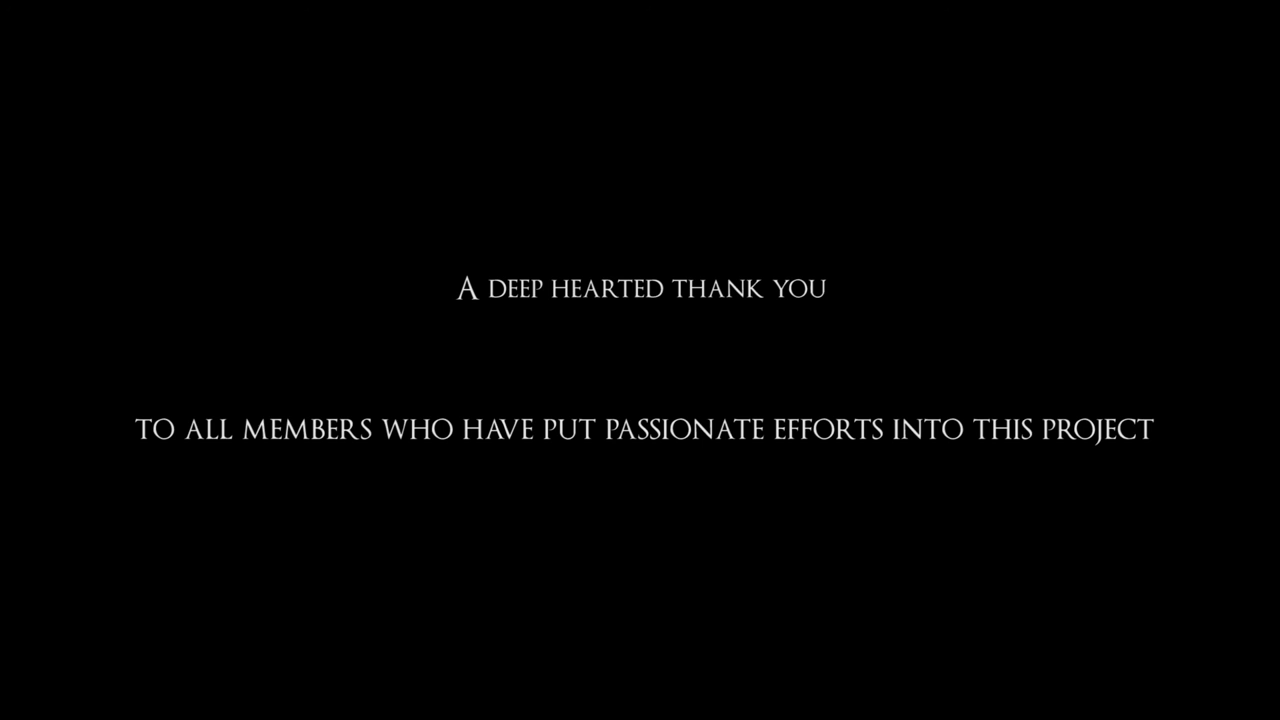 A DEEP HEARTED THANK YOU
TO ALL MEMBERS WHO HAVE PUT PASSIONATE EFFORTS INTO THIS PROJECT